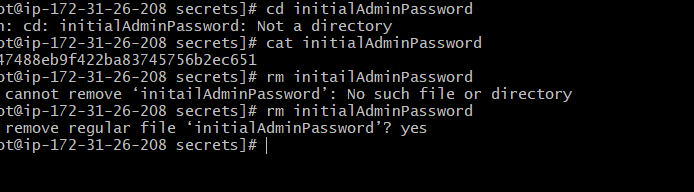 ot@ip-172-31-26-208 secrets]# cd initialAdminPassword
n: cd: initialAdminPassword: Not a directory
ot@ip-172-31-26-208 secrets]# cat initialAdminPassword
47488eb9f422ba83745756b2ec651
ot@ip-172-31-26-208 secrets]# rm initailAdminPassword
cannot remove ‘initailAdminPassword’: No such file or directory
ot@ip-172-31-26-208 secrets]# rm initialAdminPassword
remove regular file ‘initialAdminPassword’? yes
ot@ip-172-31-26-208 secrets]#